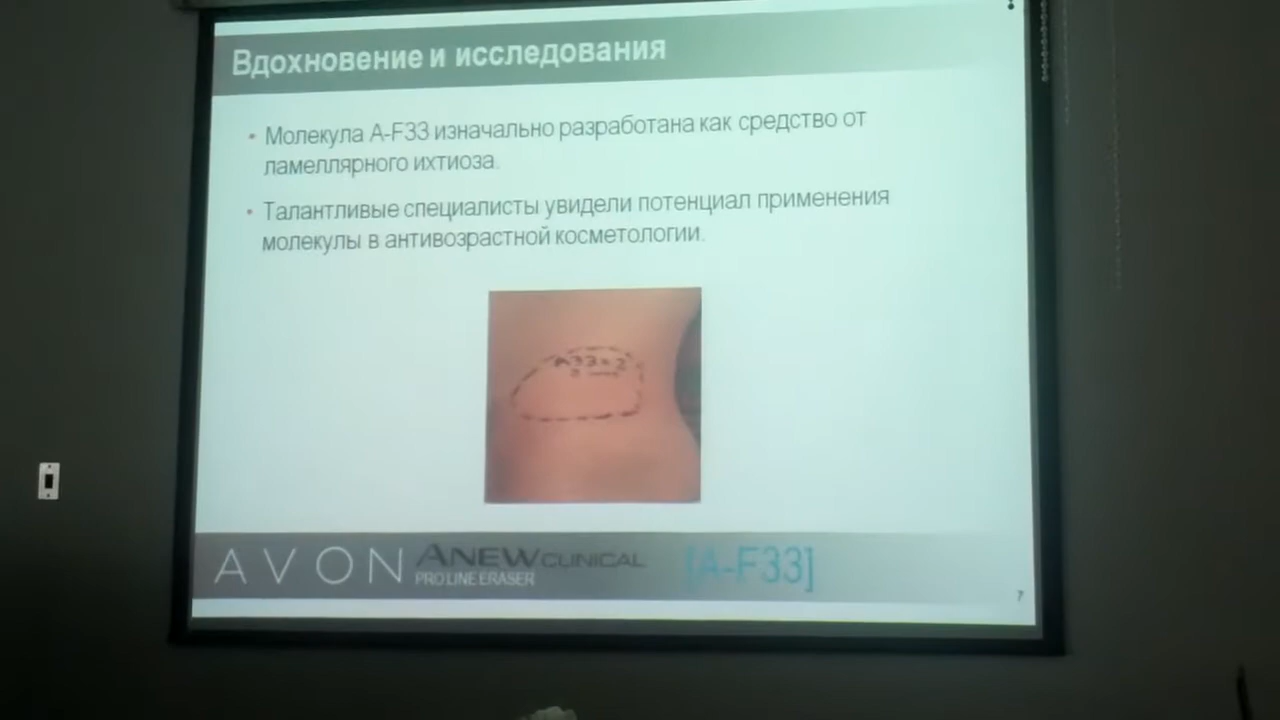 Вдохновение и исследования
• Молекула A-F33 изначально разработана как средство от
ламеллярного ихтиоза.
• Талантливые специалисты увидели потенциал применения
молекулы в антивозрастной косметологии.
AVON ANEW CLINICAL [A-F33]
PRO LINE ERASER
7